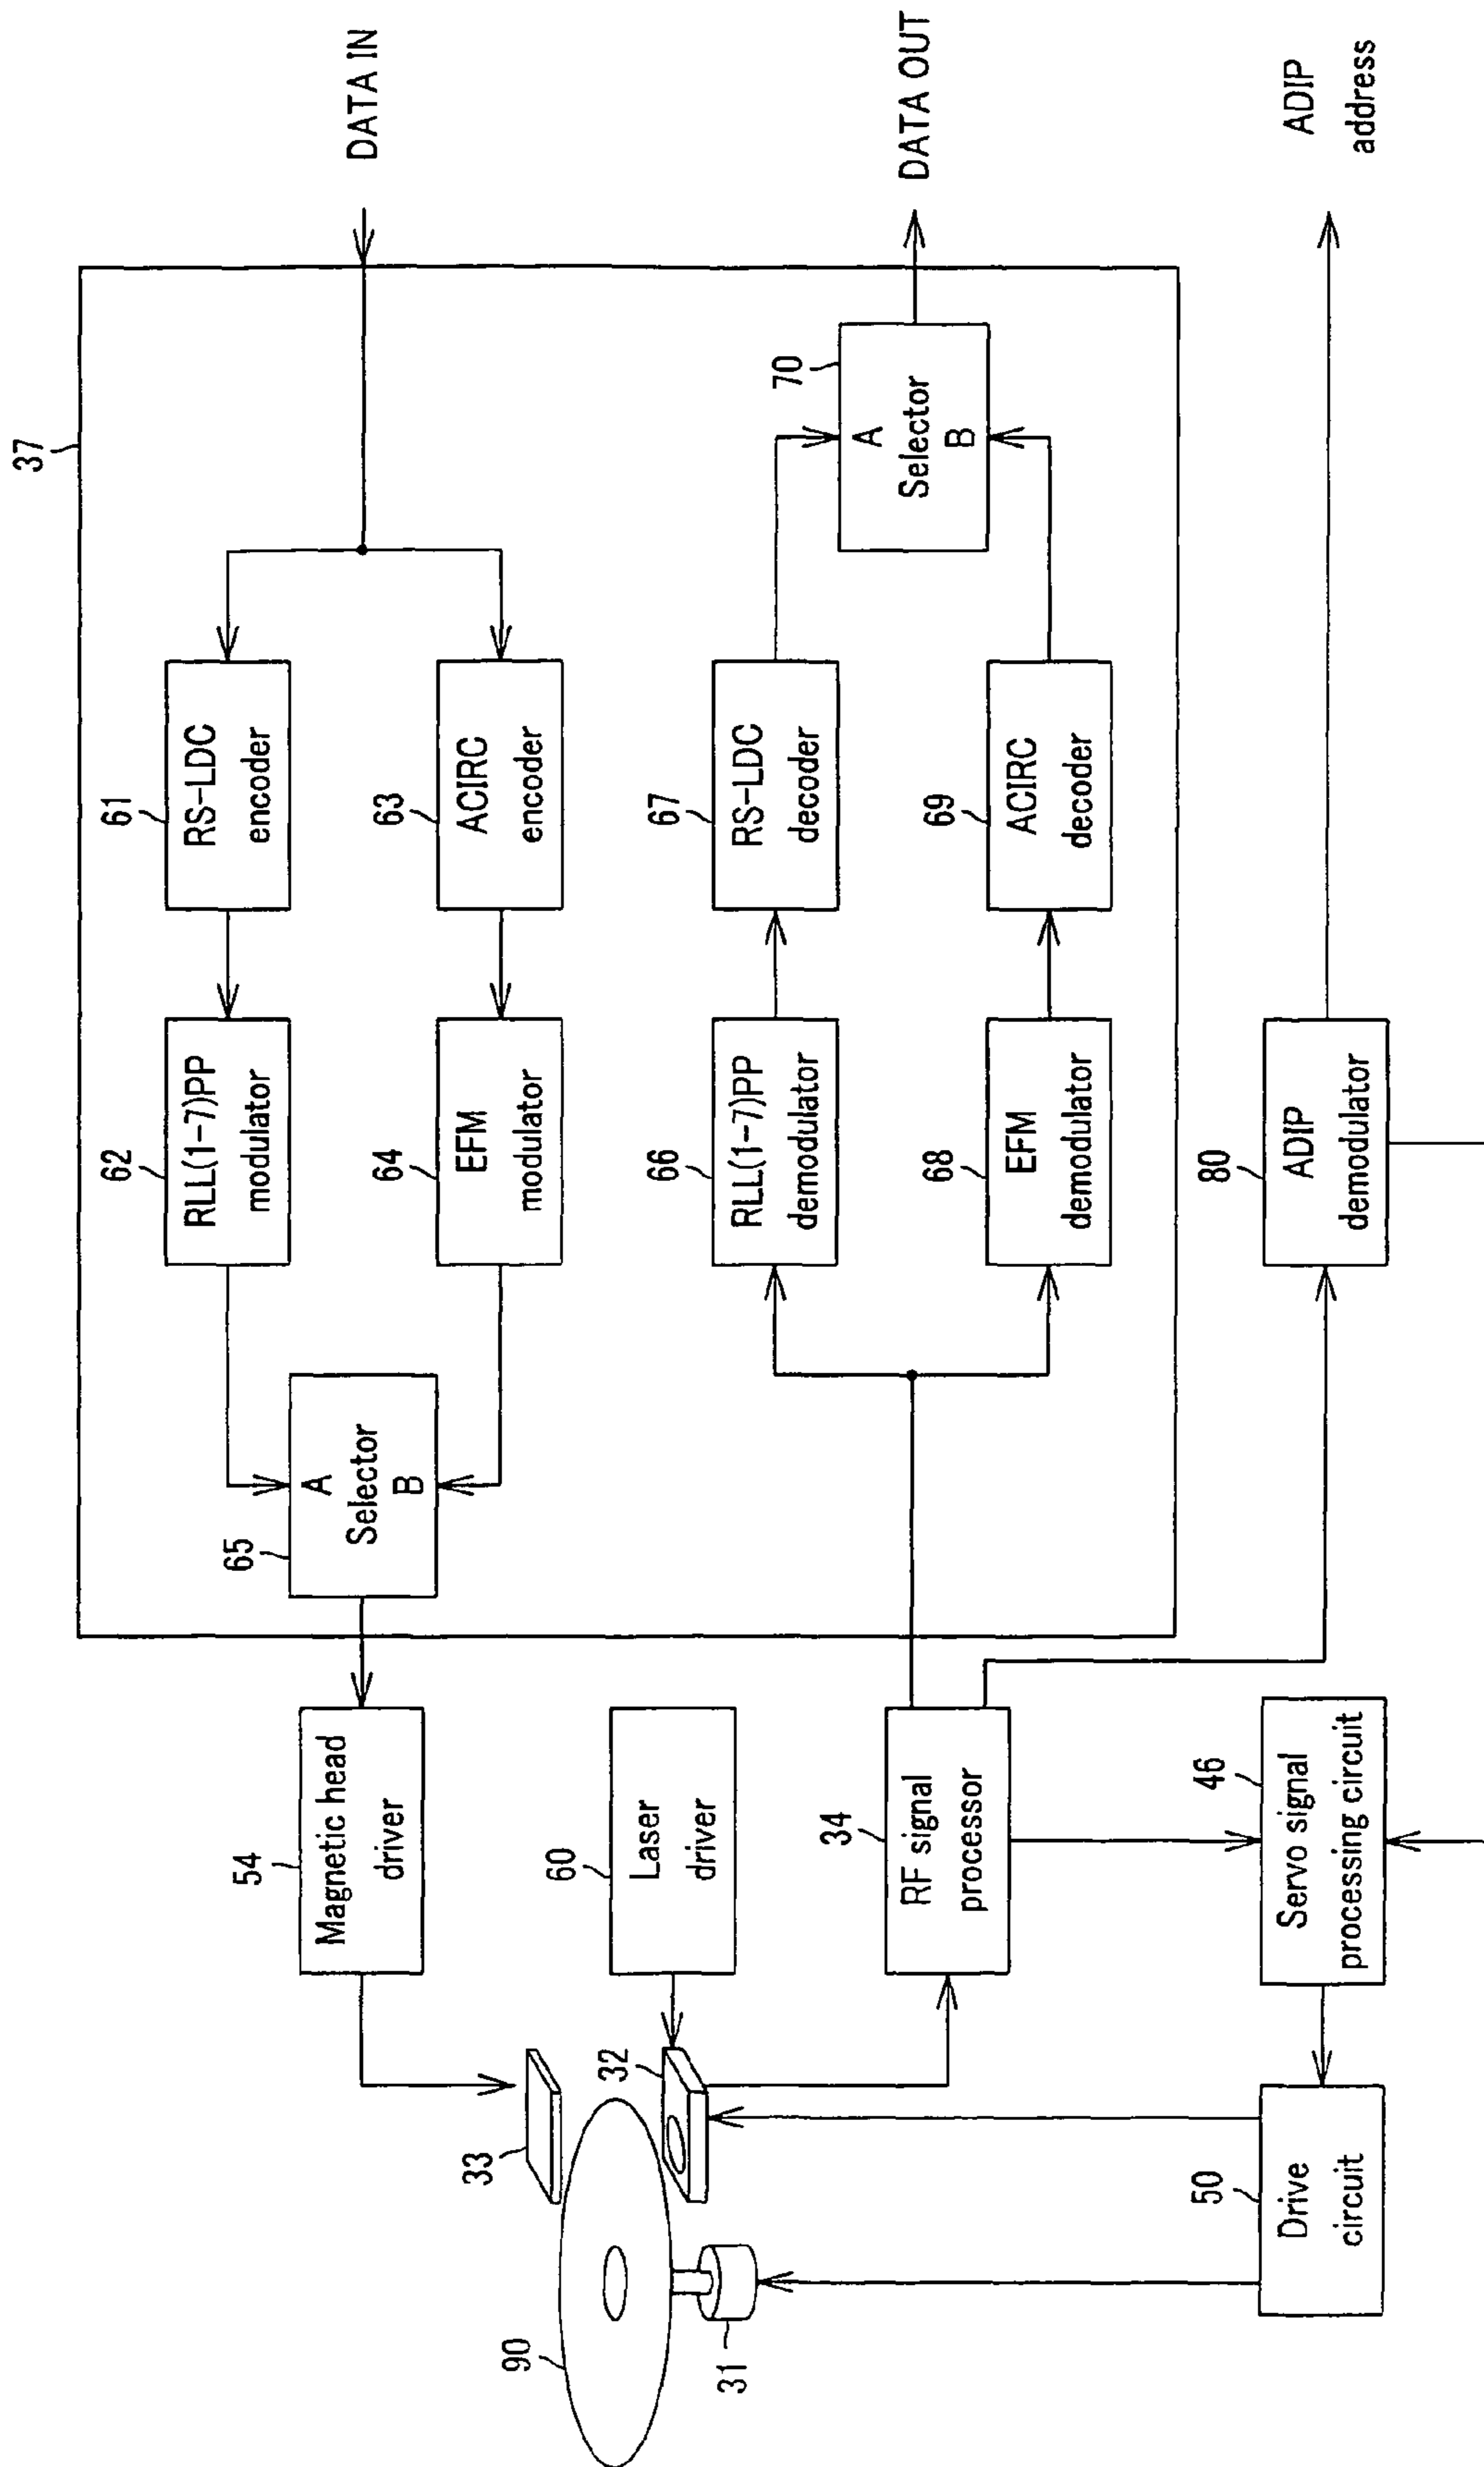 37
DATA IN
61
RS-LDC
encoder
62
RLL(1-7)PP
modulator
63
ACIRC
encoder
64
EFM
modulator
65
A
Selector
B
54
Magnetic head
driver
33
60
Laser
driver
32
90
31
DATA OUT
70
A
Selector
B
67
RS-LDC
decoder
66
RLL(1-7)PP
demodulator
69
ACIRC
decoder
68
EFM
demodulator
34
RF signal
processor
ADIP
address
80
ADIP
demodulator
46
Servo signal
processing circuit
50
Drive
circuit